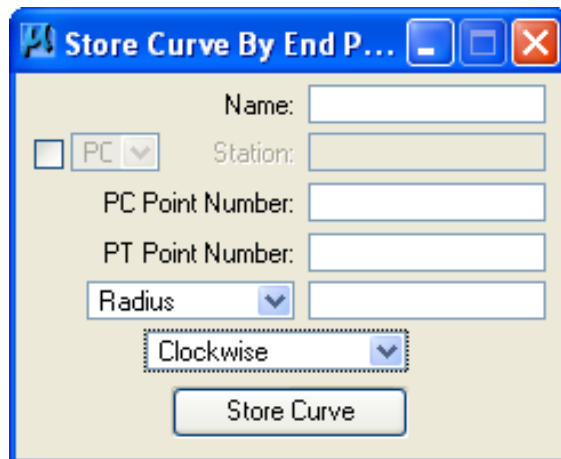 Store Curve By End P...
Name:
PC Station:
PC Point Number:
PT Point Number:
Radius
Clockwise
Store Curve